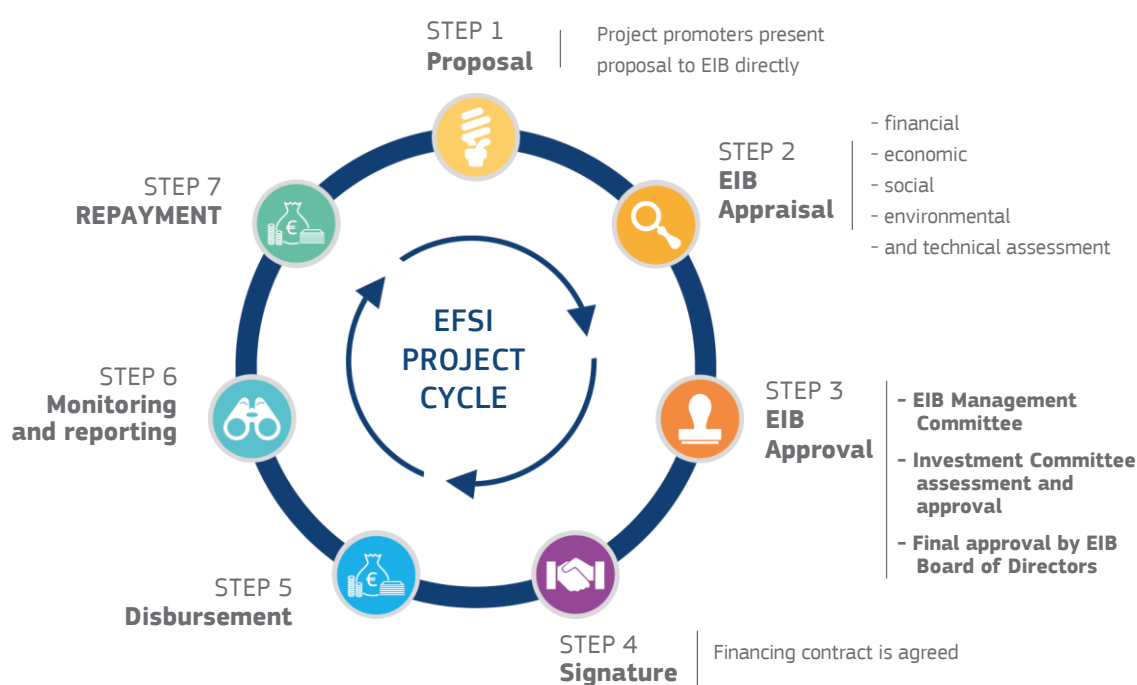 STEP 1
Proposal
Project promoters present
proposal to EIB directly
STEP 2
EIB
Appraisal
- financial
- economic
- social
- environmental
- and technical assessment
STEP 3
EIB
Approval
- EIB Management
Committee
- Investment Committee
assessment and
approval
- Final approval by EIB
Board of Directors
STEP 4
Signature
Financing contract is agreed
STEP 5
Disbursement
STEP 6
Monitoring
and reporting
STEP 7
REPAYMENT
EFSI
PROJECT
CYCLE
€
€